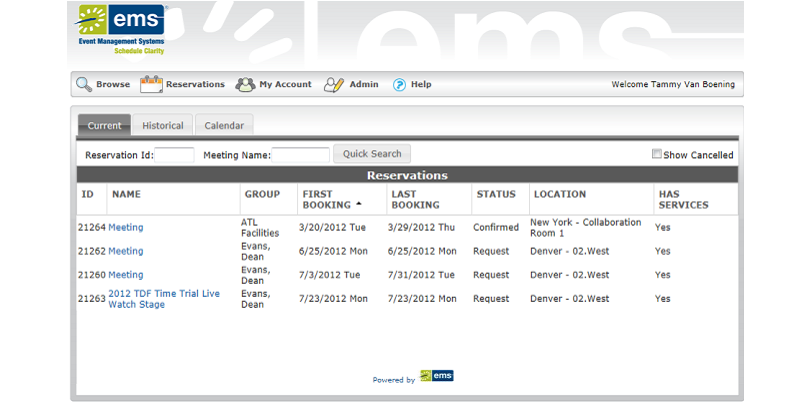 ems
Event Management Systems
Schedule Clarity
ems
Browse Reservations My Account Admin Help Welcome Tammy Van Boening
Current Historical Calendar
Reservation Id: Meeting Name: Quick Search Show Cancelled
Reservations
ID NAME GROUP FIRST BOOKING LAST BOOKING STATUS LOCATION HAS SERVICES
21264 Meeting ATL Facilities 3/20/2012 Tue 3/29/2012 Thu Confirmed New York - Collaboration Room 1 Yes
21262 Meeting Evans, Dean 6/25/2012 Mon 6/25/2012 Mon Request Denver - 02.West Yes
21260 Meeting Evans, Dean 7/3/2012 Tue 7/31/2012 Tue Request Denver - 02.West Yes
21263 2012 TDF Time Trial Live Watch Stage Evans, Dean 7/23/2012 Mon 7/23/2012 Mon Request Denver - 02.West Yes
Powered by ems